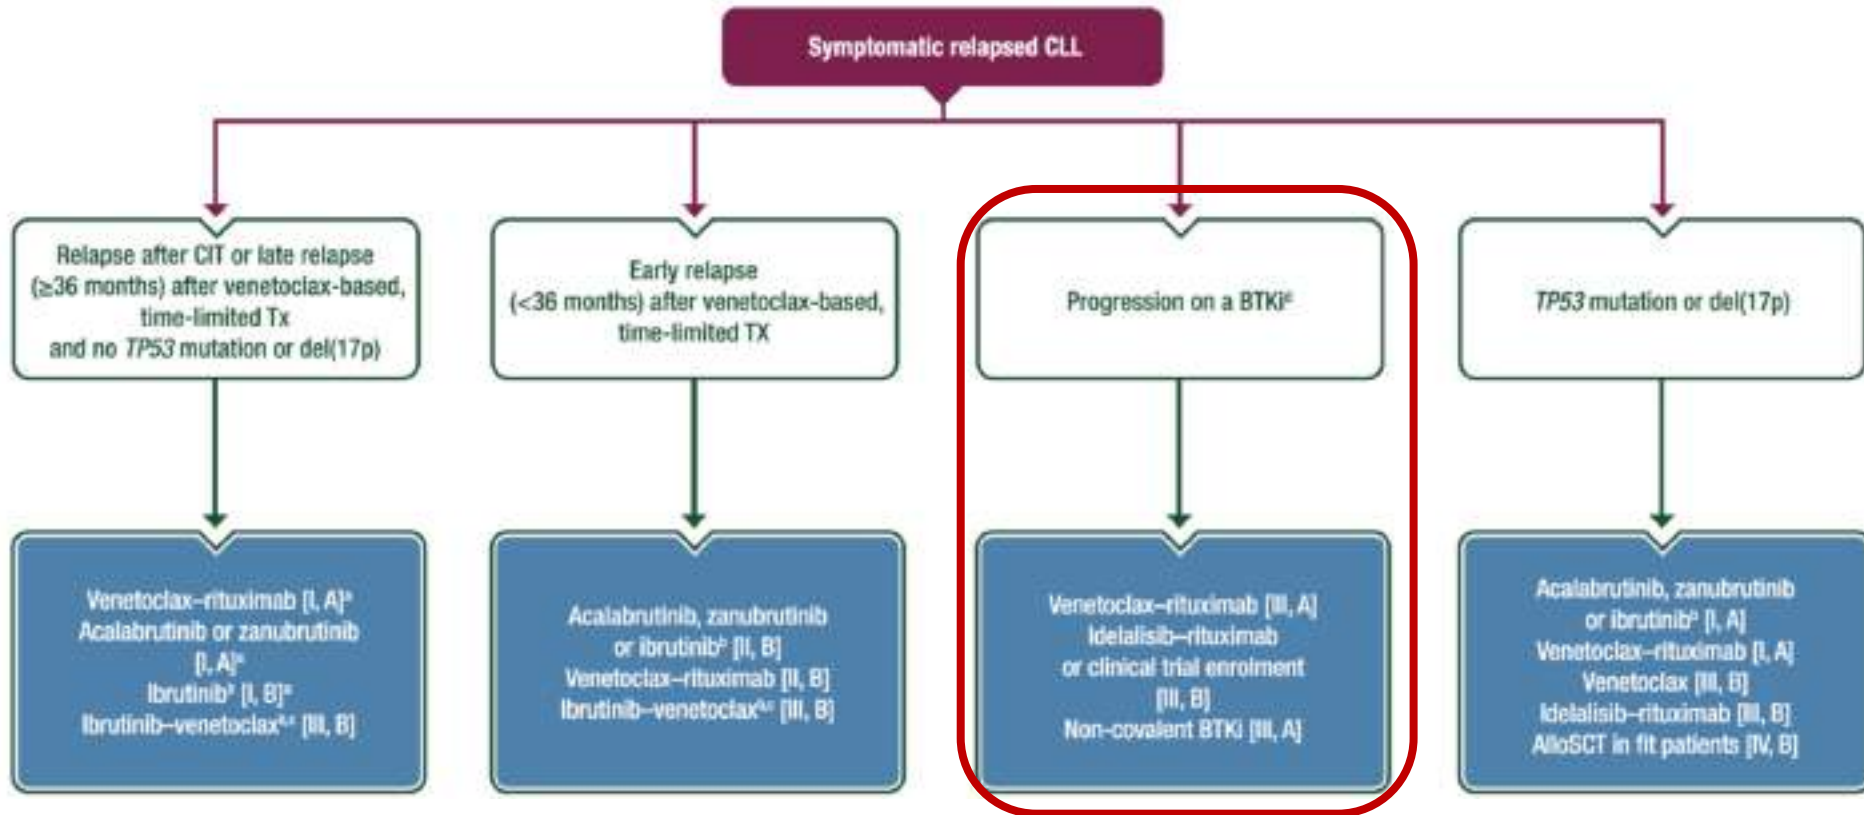 Symptomatic relapsed CLL
Relapse after CIT or late relapse
(≥36 months) after venetoclax-based,
time-limited Tx
and no TP53 mutation or del(17p)
Early relapse
(<36 months) after venetoclax-based,
time-limited TX
Progression on a BTKi
TP53 mutation or del(17p)
Venetoclax–rituximab [I, A]ᵃ
Acalabrutinib or zanubrutinib
[I, A]ᵃ
Ibrutinibᵇ [I, B]ᵃ
Ibrutinib–venetoclax [III, B]
Acalabrutinib, zanubrutinib
or ibrutinibᵇ [II, B]
Venetoclax–rituximab [II, B]
Ibrutinib–venetoclax [III, B]
Venetoclax–rituximab [III, A]
Idelalisib–rituximab
or clinical trial enrolment
[III, B]
Non-covalent BTKi [III, A]
Acalabrutinib, zanubrutinib
or ibrutinibᵇ [I, A]
Venetoclax–rituximab [I, A]
Venetoclax [III, B]
Idelalisib–rituximab [III, B]
AlloSCT in fit patients [IV, B]